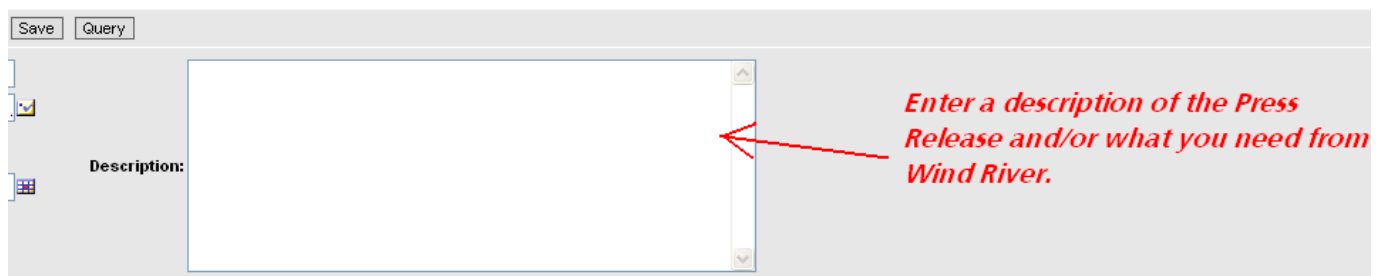 Save Query
Enter a description of the Press
Release and/or what you need from
Wind River.
Description: